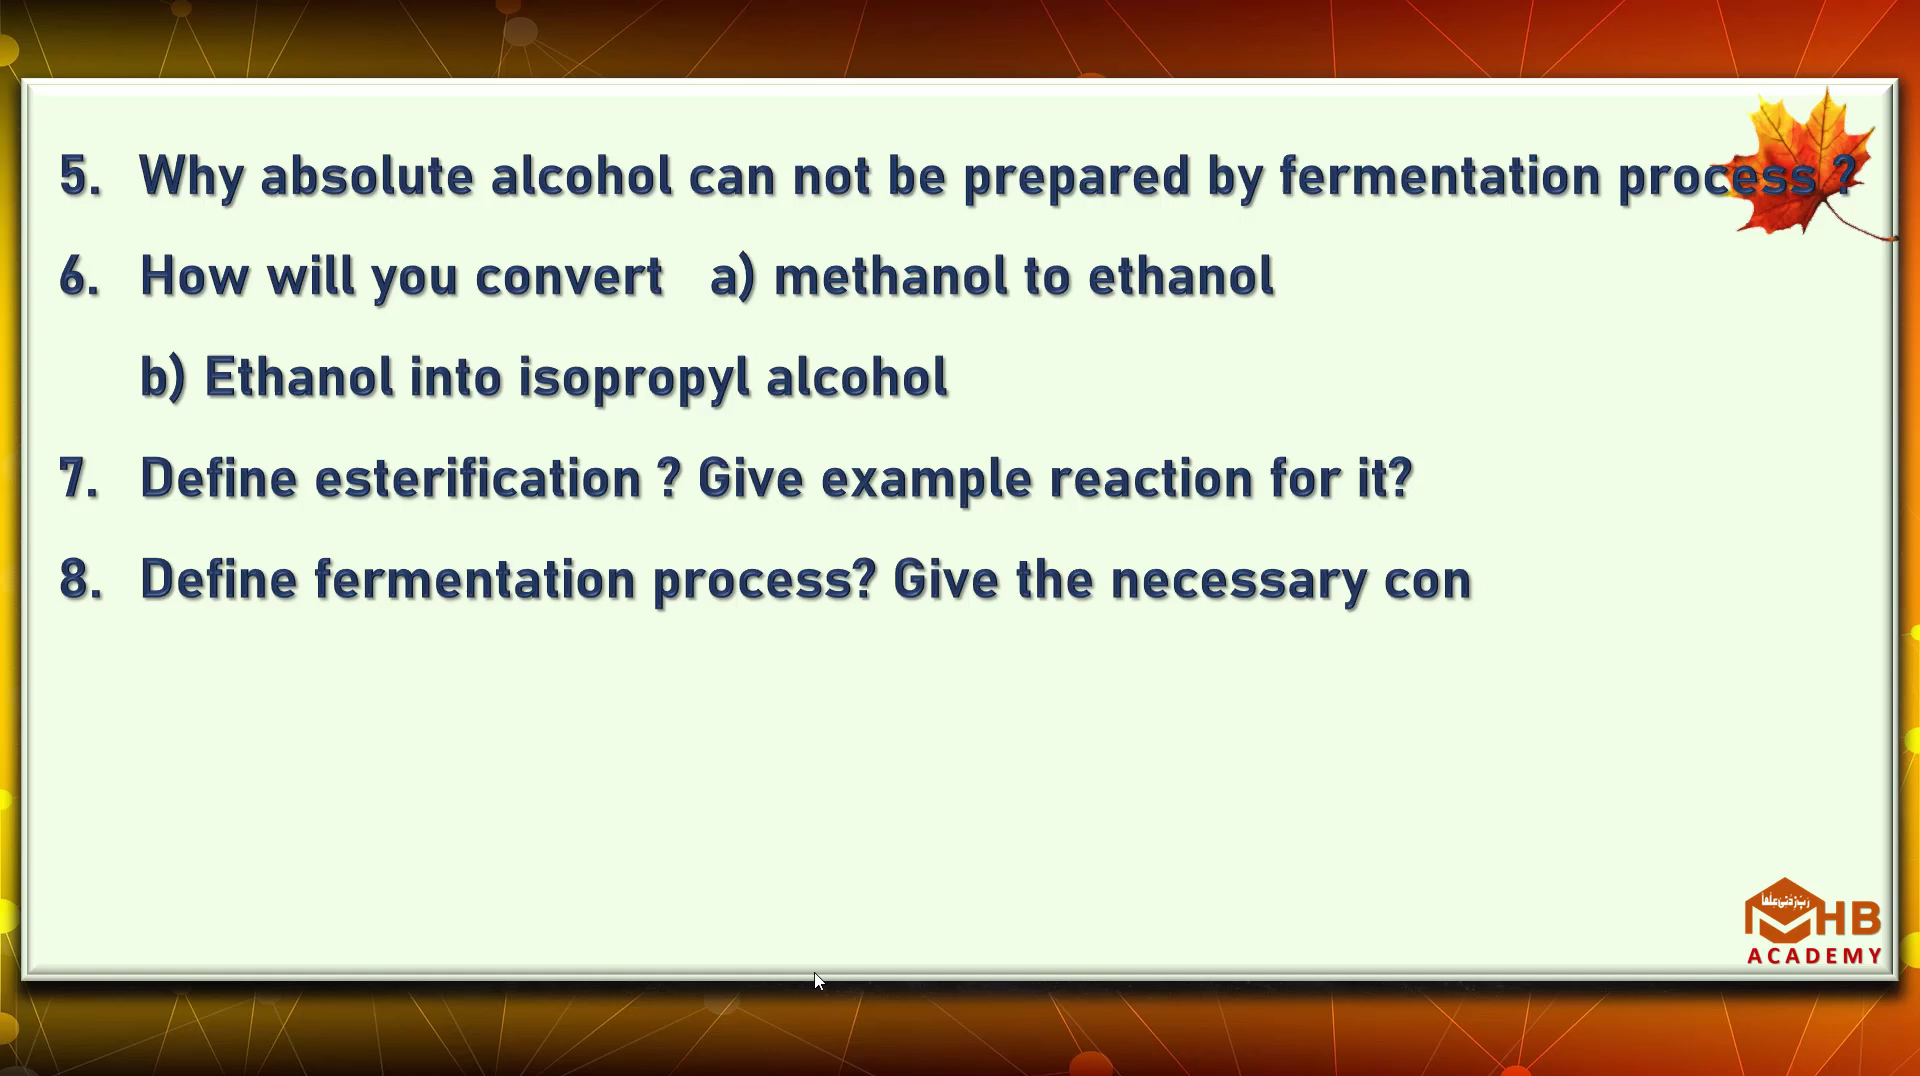 5. Why absolute alcohol can not be prepared by fermentation process ?
6. How will you convert a) methanol to ethanol
b) Ethanol into isopropyl alcohol
7. Define esterification ? Give example reaction for it?
8. Define fermentation process? Give the necessary con
HB
ACADEMY